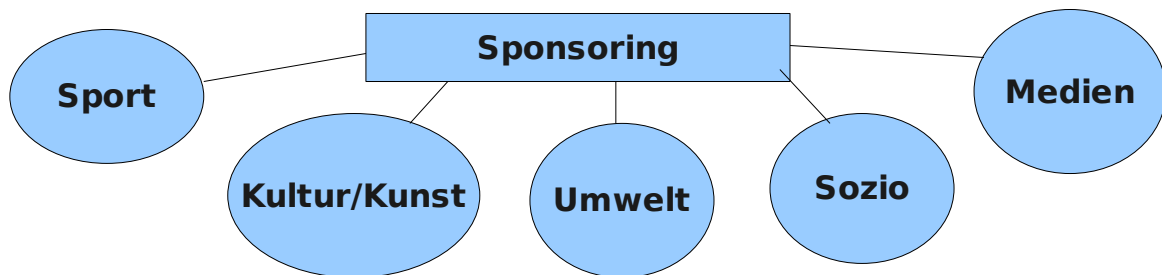 Sponsoring
Sport
Kultur/Kunst
Umwelt
Sozio
Medien